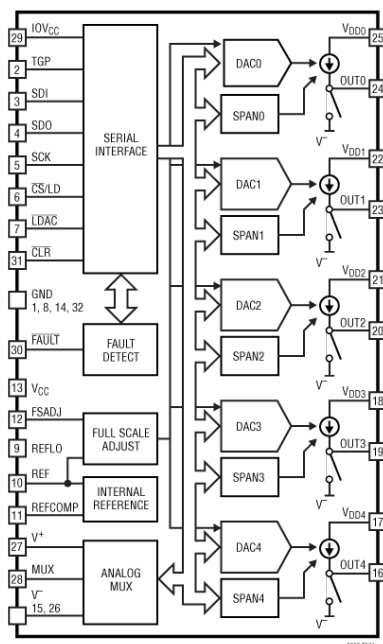 29 IOVCC
2 TGP
3 SDI
4 SDO
5 SCK
6 CS/LD
7 LDAC
31 CLR
GND
1, 8, 14, 32
30 FAULT
13 VCC
12 FSADJ
9 REFLO
10 REF
11 REFCOMP
27 V+
28 MUX
V–
15, 26
SERIAL
INTERFACE
FAULT
DETECT
FULL SCALE
ADJUST
INTERNAL
REFERENCE
ANALOG
MUX
DAC0
SPAN0
VDD0 25
OUT0 24
V–
DAC1
SPAN1
VDD1 22
OUT1 23
V–
DAC2
SPAN2
VDD2 21
OUT2 20
V–
DAC3
SPAN3
VDD3 18
OUT3 19
V–
DAC4
SPAN4
VDD4 17
OUT4 16
V–